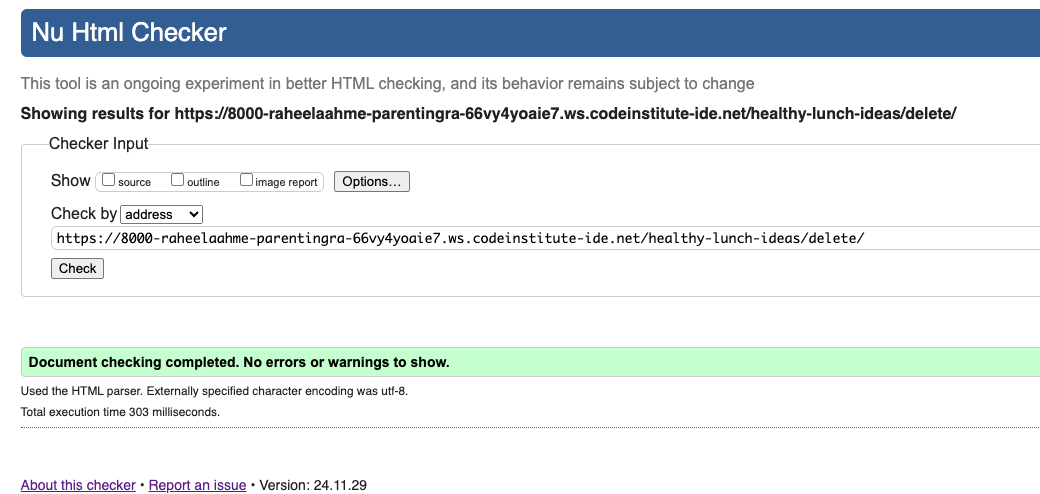 Nu Html Checker
This tool is an ongoing experiment in better HTML checking, and its behavior remains subject to change
Showing results for https://8000-raheelaahme-parentingra-66vy4yoaie7.ws.codeinstitute-ide.net/healthy-lunch-ideas/delete/
Checker Input
Show source outline image report Options...
Check by address
https://8000-raheelaahme-parentingra-66vy4yoaie7.ws.codeinstitute-ide.net/healthy-lunch-ideas/delete/
Check
Document checking completed. No errors or warnings to show.
Used the HTML parser. Externally specified character encoding was utf-8.
Total execution time 303 milliseconds.
About this checker • Report an issue • Version: 24.11.29